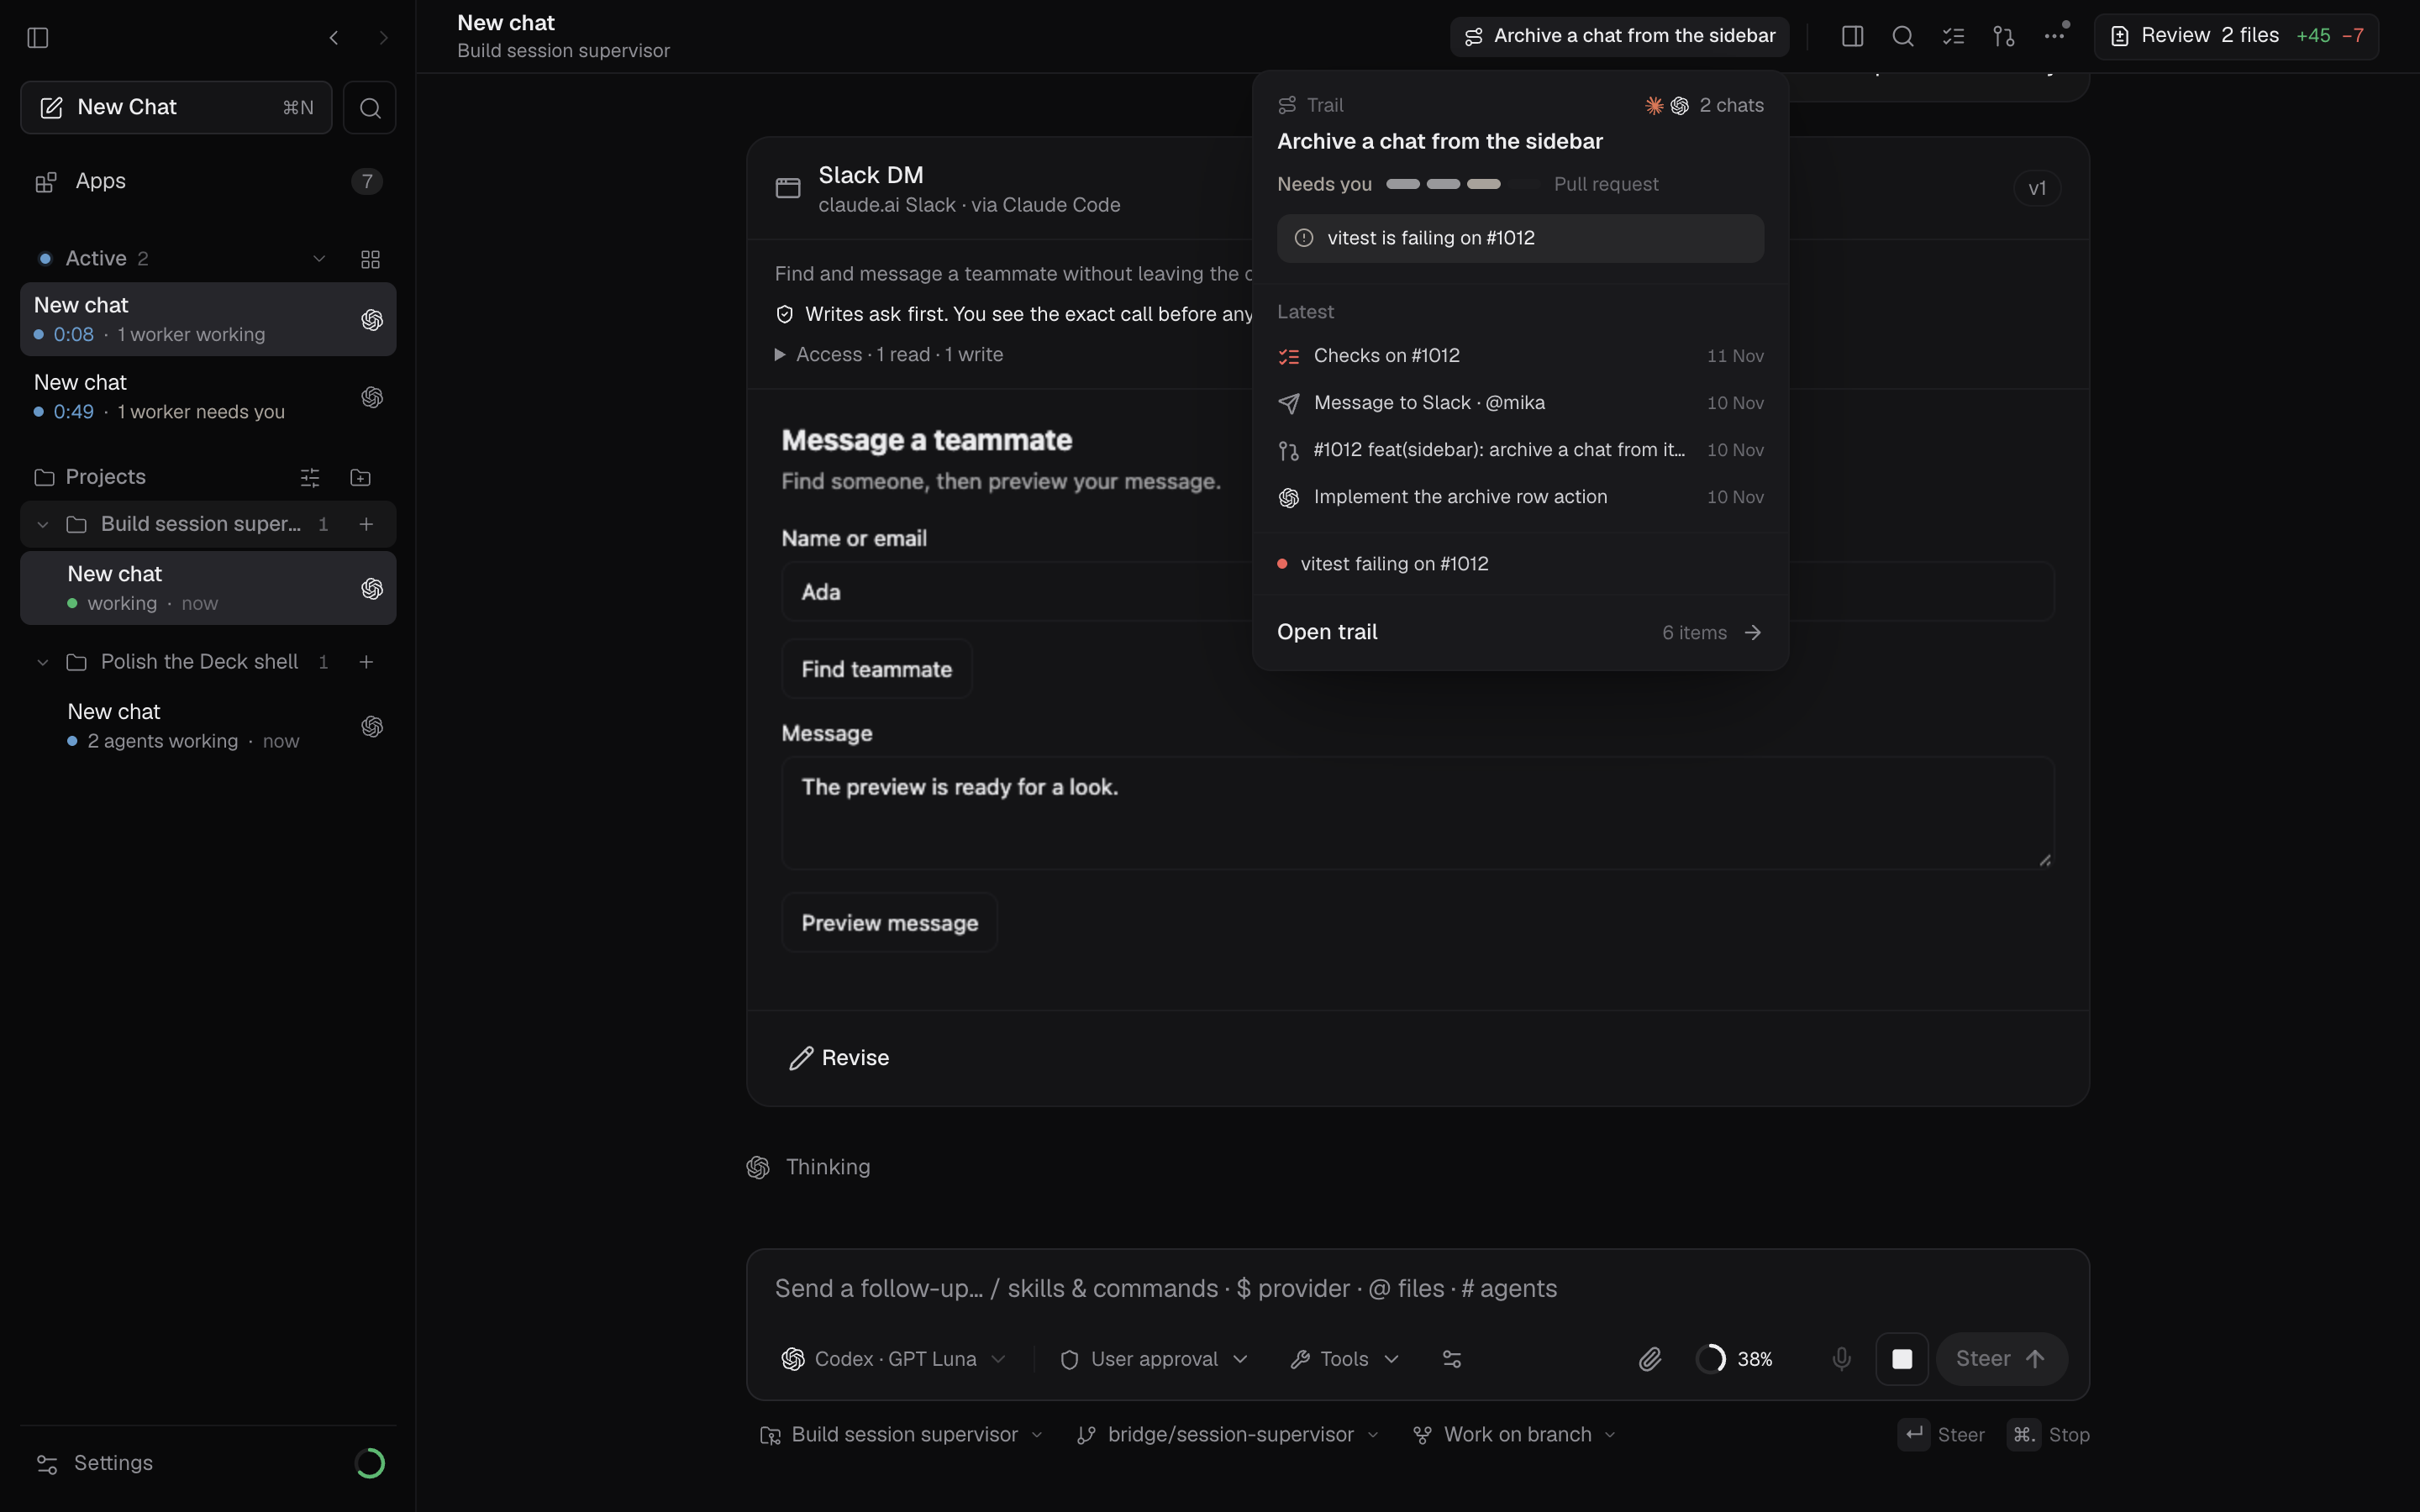 New Chat
⌘N
Apps
7
Active 2
New chat
0:08 · 1 worker working
New chat
0:49 · 1 worker needs you
Projects
Build session super... 1
New chat
working · now
Polish the Deck shell 1
New chat
2 agents working · now
Settings
New chat
Build session supervisor
Archive a chat from the sidebar
Review 2 files +45 −7
Slack DM
claude.ai Slack · via Claude Code
v1
Find and message a teammate without leaving the
Writes ask first. You see the exact call before any
Access · 1 read · 1 write
Message a teammate
Find someone, then preview your message.
Name or email
Ada
Find teammate
Message
The preview is ready for a look.
Preview message
Revise
Trail
2 chats
Archive a chat from the sidebar
Needs you
Pull request
vitest is failing on #1012
Latest
Checks on #1012 11 Nov
Message to Slack · @mika 10 Nov
#1012 feat(sidebar): archive a chat from it... 10 Nov
Implement the archive row action 10 Nov
vitest failing on #1012
Open trail 6 items
Thinking
Send a follow-up... / skills & commands · $ provider · @ files · # agents
Codex · GPT Luna
User approval
Tools
38%
Steer
Build session supervisor
bridge/session-supervisor
Work on branch
Steer
⌘. Stop